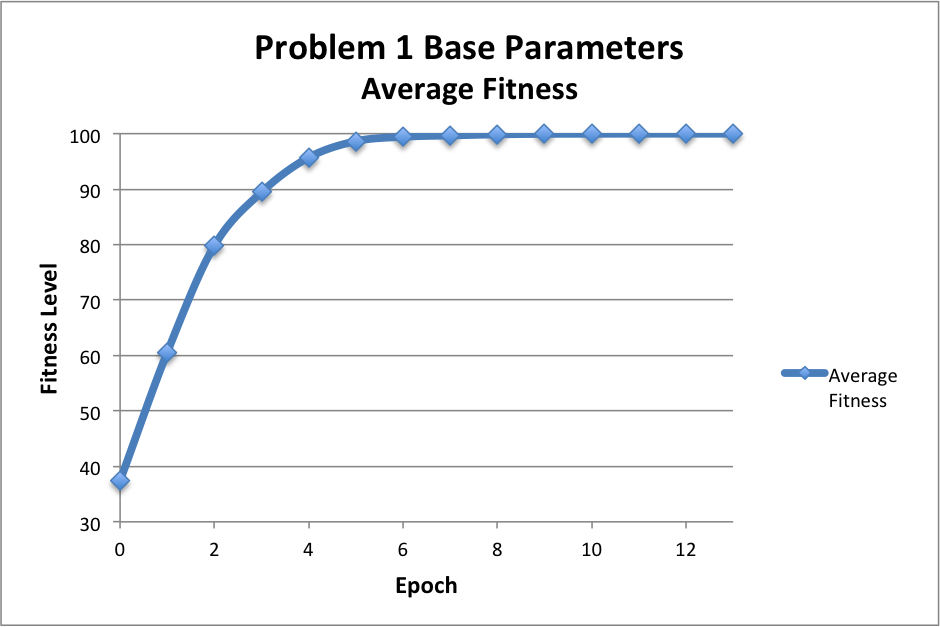 Problem 1 Base Parameters
Average Fitness
100
90
80
70
60
50
40
30
Fitness Level
0 2 4 6 8 10 12
Epoch
Average
Fitness